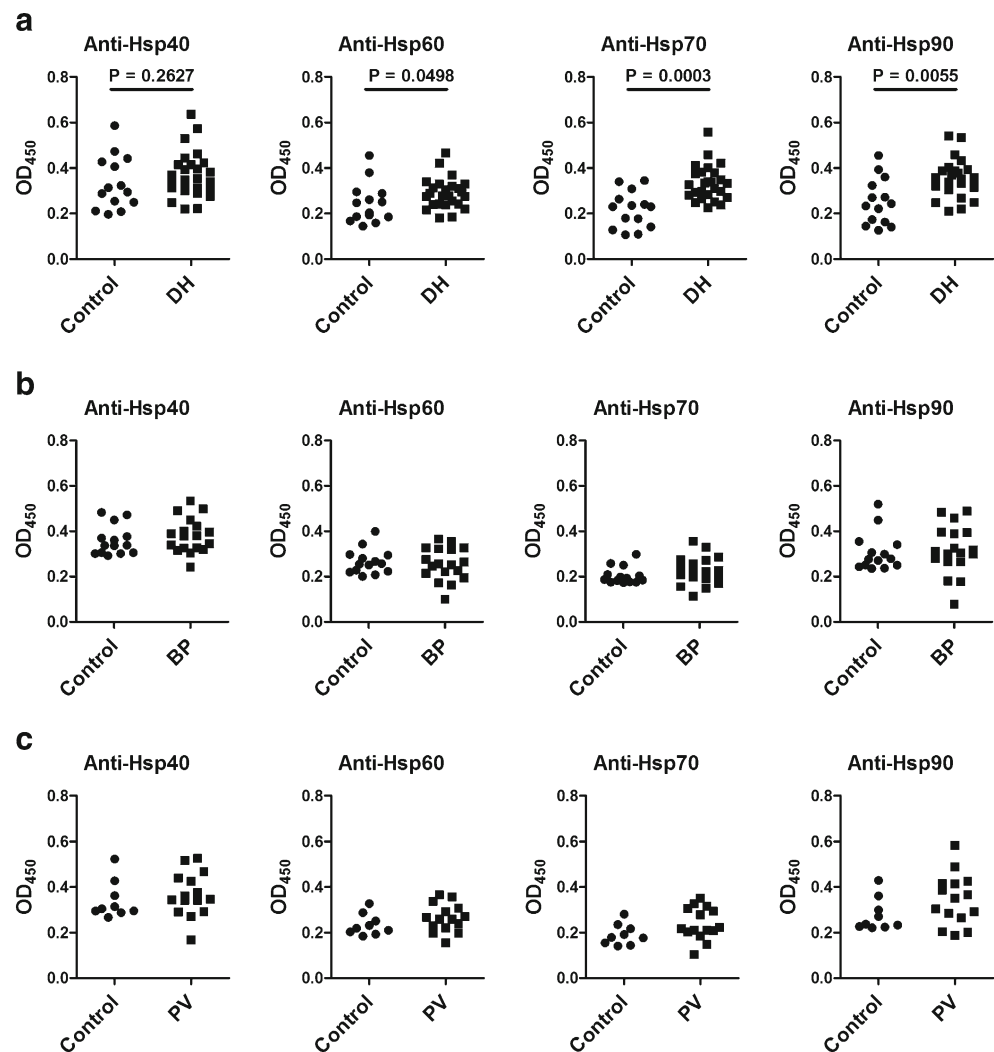 a
Anti-Hsp40 Anti-Hsp60 Anti-Hsp70 Anti-Hsp90
P = 0.2627 P = 0.0498 P = 0.0003 P = 0.0055
0.8 0.8 0.8 0.8
0.6 0.6 0.6 0.6
OD450 OD450 OD450 OD450
0.4 0.4 0.4 0.4
0.2 0.2 0.2 0.2
0.0 0.0 0.0 0.0
Control DH Control DH Control DH Control DH
b
Anti-Hsp40 Anti-Hsp60 Anti-Hsp70 Anti-Hsp90
0.8 0.8 0.8 0.8
0.6 0.6 0.6 0.6
OD450 OD450 OD450 OD450
0.4 0.4 0.4 0.4
0.2 0.2 0.2 0.2
0.0 0.0 0.0 0.0
Control BP Control BP Control BP Control BP
c
Anti-Hsp40 Anti-Hsp60 Anti-Hsp70 Anti-Hsp90
0.8 0.8 0.8 0.8
0.6 0.6 0.6 0.6
OD450 OD450 OD450 OD450
0.4 0.4 0.4 0.4
0.2 0.2 0.2 0.2
0.0 0.0 0.0 0.0
Control PV Control PV Control PV Control PV